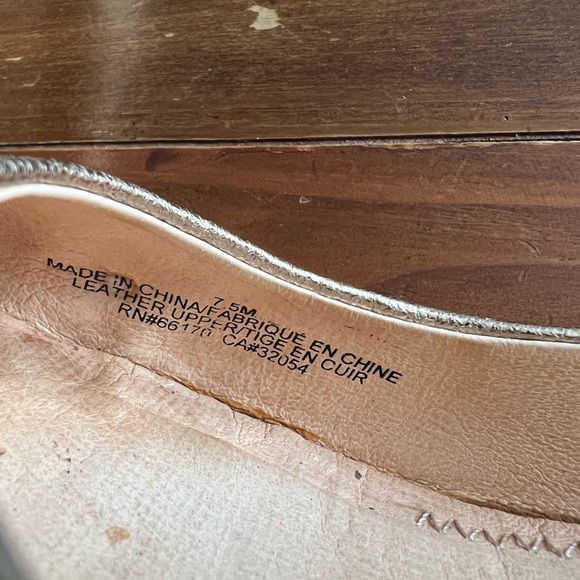 7.5M
MADE IN CHINA/FABRIQUÉ EN CHINE
LEATHER UPPER/TIGE EN CUIR
RN#66170 CA#32054